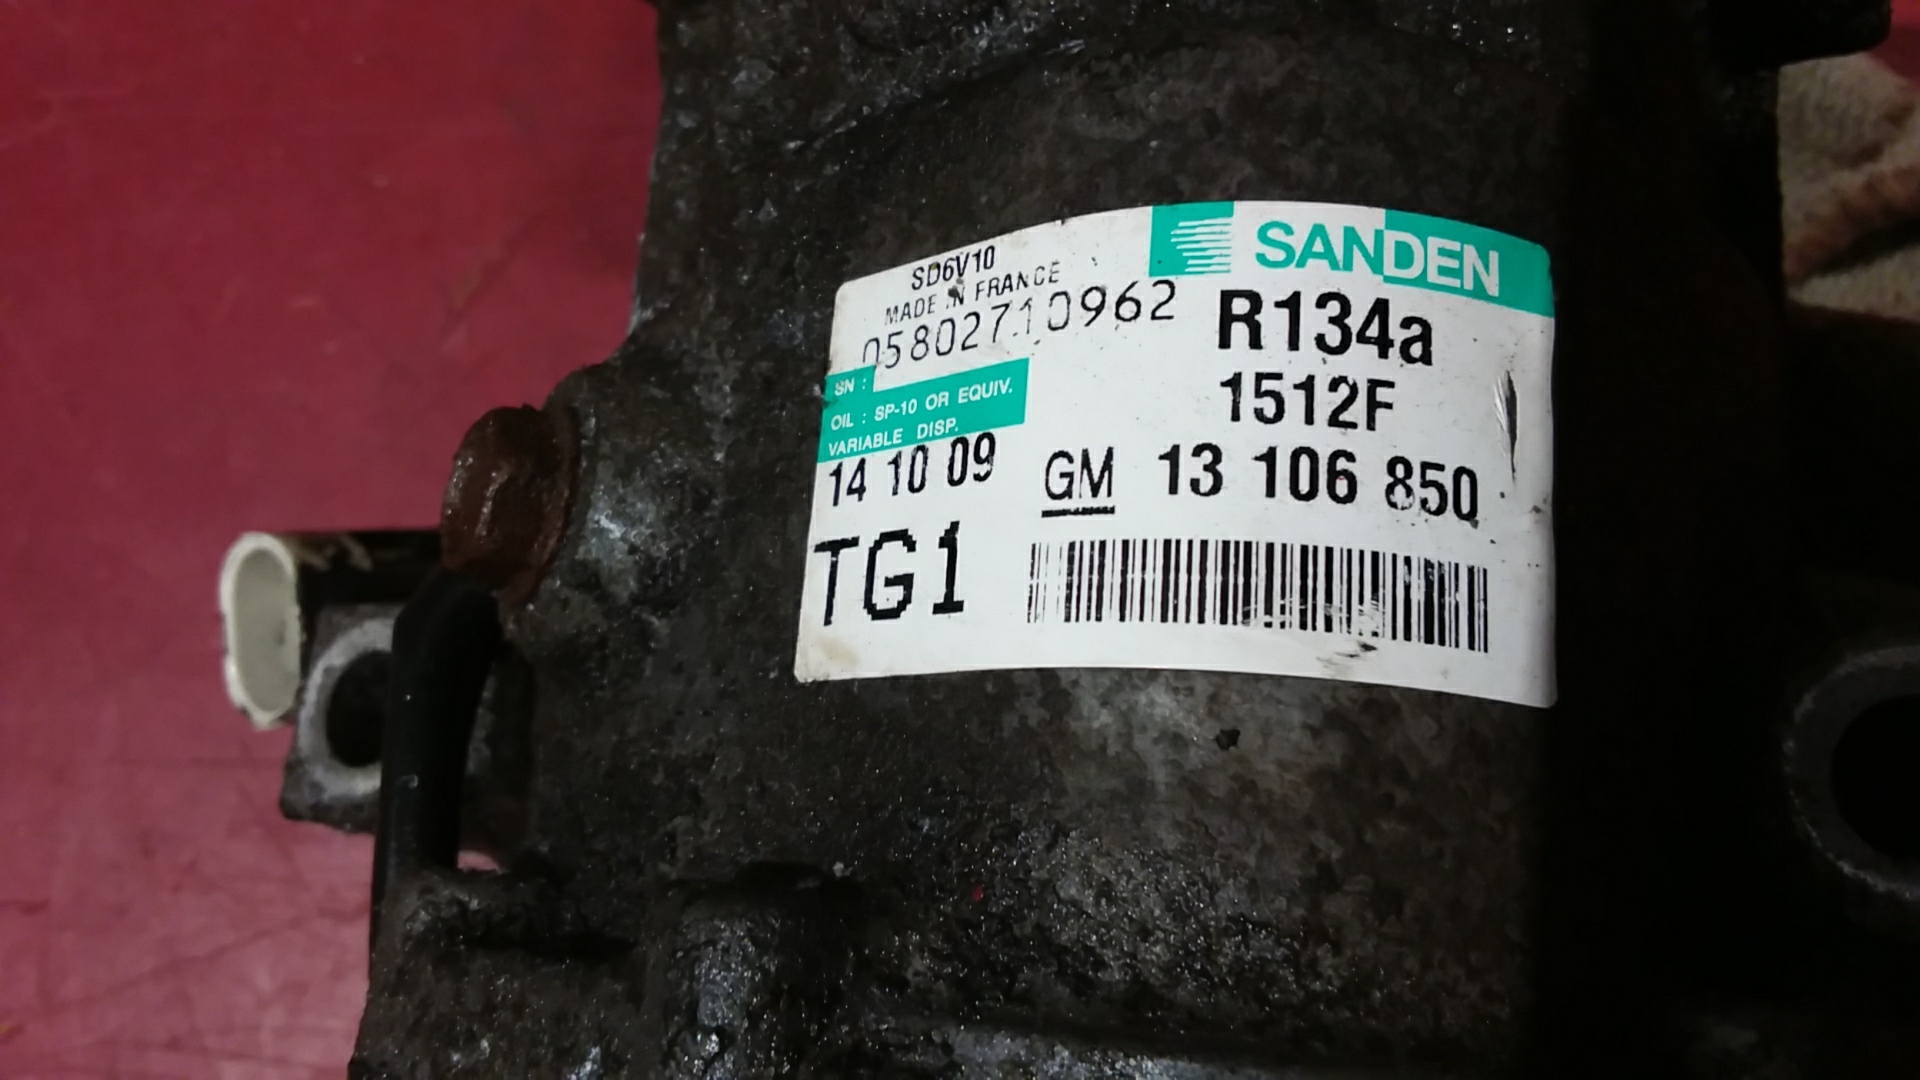 SANDEN
SD6V10
MADE IN FRANCE
05802710962
R134a
SN :
OIL : SP-10 OR EQUIV.
VARIABLE DISP.
1512F
14 10 09
GM 13 106 850
TG1